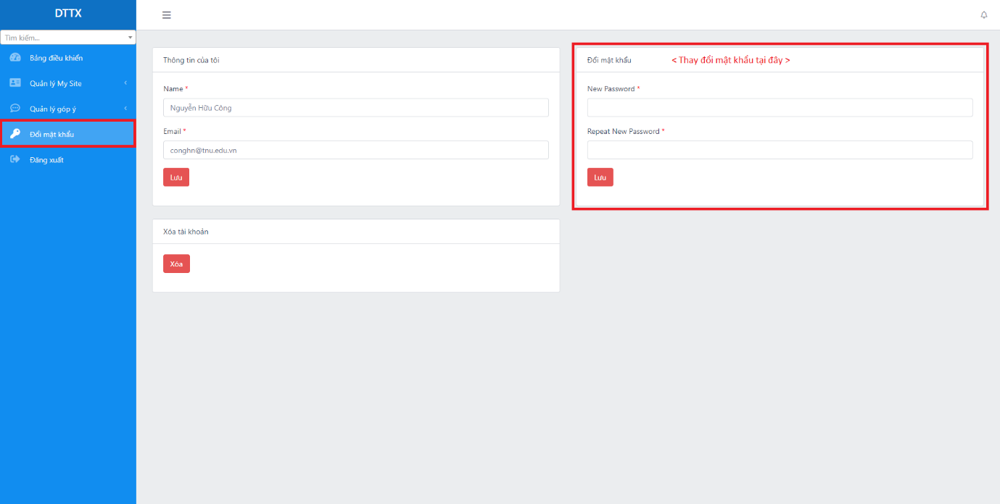 DTTX
Tìm kiếm...
Bảng điều khiển
Quản lý My Site
Quản lý góp ý
Đổi mật khẩu
Đăng xuất
Thông tin của tôi
Name *
Nguyễn Hữu Công
Email *
conghn@tnu.edu.vn
Lưu
Đổi mật khẩu < Thay đổi mật khẩu tại đây >
New Password *
Repeat New Password *
Lưu
Xóa tài khoản
Xóa